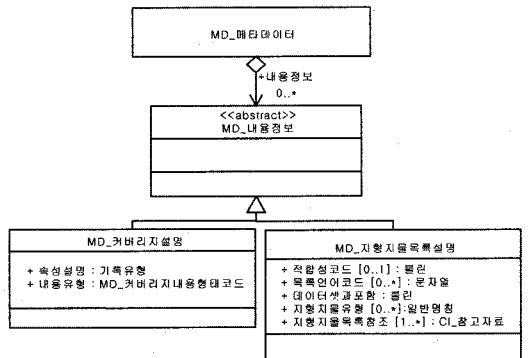 MD_메타데이터
+내용정보
0..*
<<abstract>>
MD_내용정보
MD_커버리지설명
+ 속성설명 : 기록유형
+ 내용유형 : MD_커버리지내용형태코드
MD_지형지물목록설명
+ 적합성코드 [0..1] : 불린
+ 목록언어코드 [0..*] : 문자열
+ 데이터셋과포함 : 불린
+ 지형지물유형 [0..*]:일반명칭
+ 지형지물목록참조 [1..*] : CI_참고자료